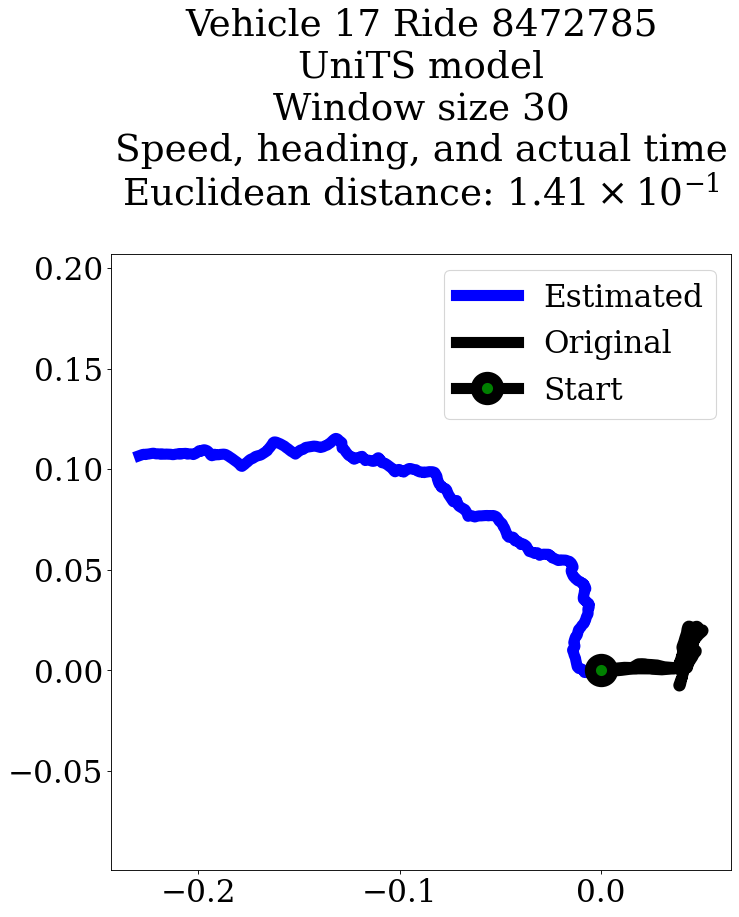 Vehicle 17 Ride 8472785
UniTS model
Window size 30
Speed, heading, and actual time
Euclidean distance: 1.41 × 10⁻¹
Estimated
Original
Start
0.20
0.15
0.10
0.05
0.00
−0.05
−0.2 −0.1 0.0